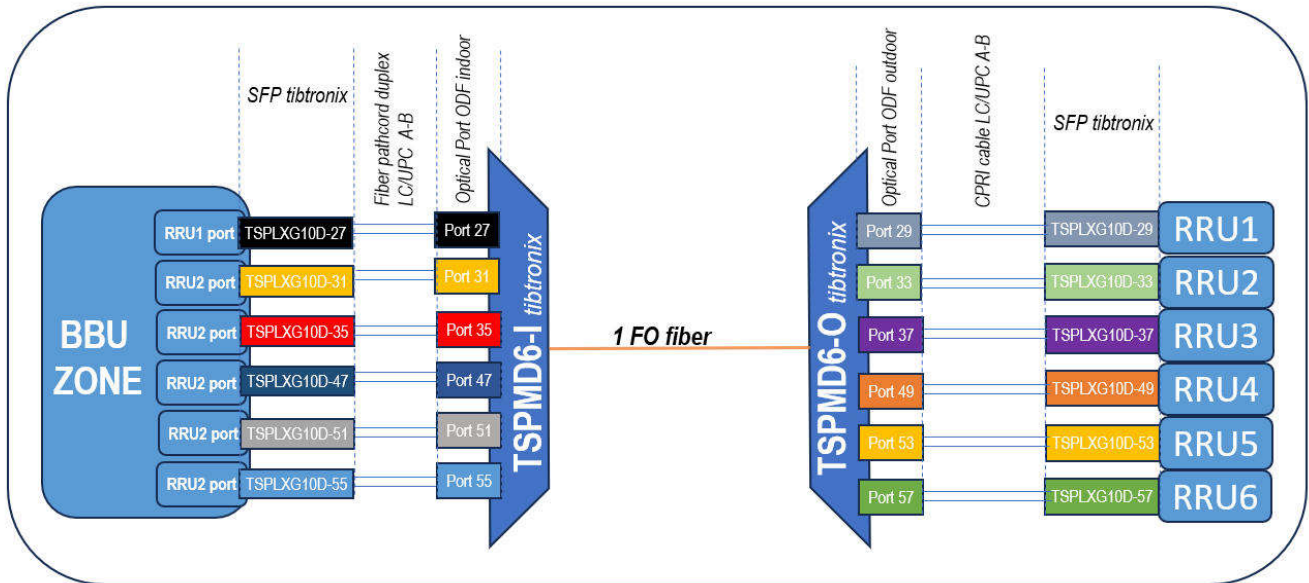 SFP tibtronix
Fiber pathcord duplex
LC/UPC A-B
Optical Port ODF indoor
Optical Port ODF outdoor
CPRI cable LC/UPC A-B
SFP tibtronix
BBU
ZONE
RRU1 port
TSPLXG10D-27
Port 27
RRU2 port
TSPLXG10D-31
Port 31
RRU2 port
TSPLXG10D-35
Port 35
RRU2 port
TSPLXG10D-47
Port 47
RRU2 port
TSPLXG10D-51
Port 51
RRU2 port
TSPLXG10D-55
Port 55
TSPMD6-I tibtronix
1 FO fiber
TSPMD6-O tibtronix
Port 29
TSPLXG10D-29
RRU1
Port 33
TSPLXG10D-33
RRU2
Port 37
TSPLXG10D-37
RRU3
Port 49
TSPLXG10D-49
RRU4
Port 53
TSPLXG10D-53
RRU5
Port 57
TSPLXG10D-57
RRU6